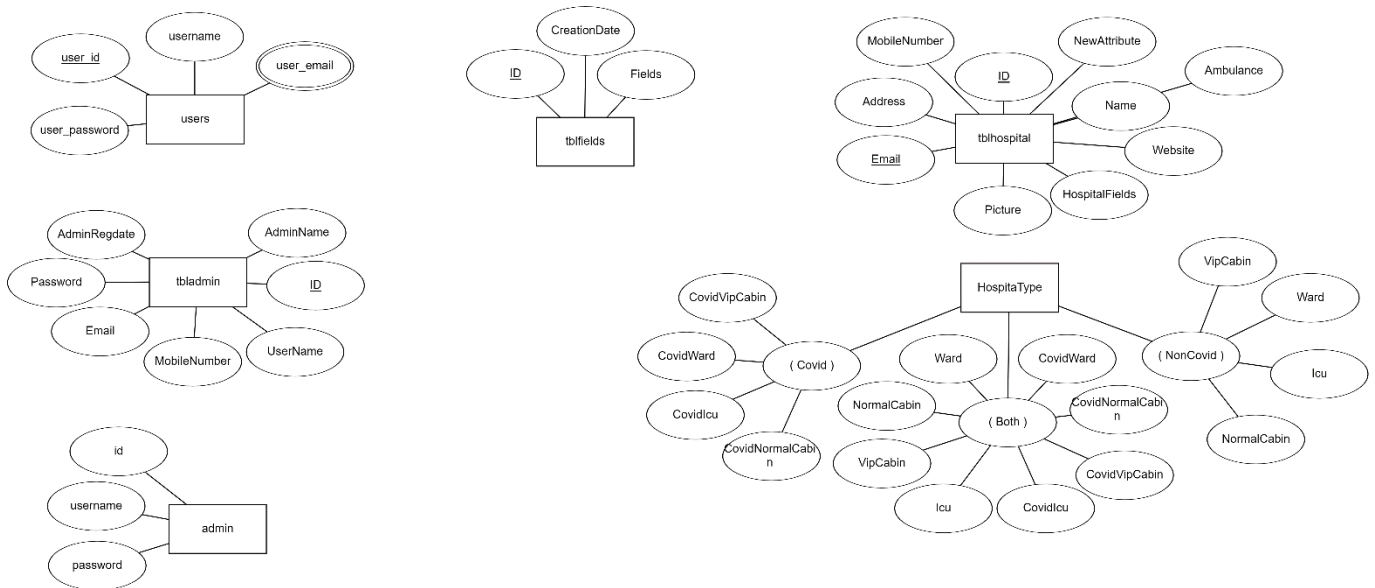 username
user_id
user_email
user_password
users
CreationDate
ID
Fields
tblfields
MobileNumber
NewAttribute
ID
Ambulance
Address
Name
tblhospital
Email
Website
HospitalFields
Picture
AdminRegdate
AdminName
Password
tbladmin
ID
Email
MobileNumber
UserName
HospitaType
CovidVipCabin
CovidWard
( Covid )
CovidIcu
CovidNormalCabi
n
Ward
CovidWard
NormalCabin
CovidNormalCabi
n
( Both )
VipCabin
CovidVipCabin
Icu
CovidIcu
VipCabin
Ward
( NonCovid )
Icu
NormalCabin
id
username
admin
password